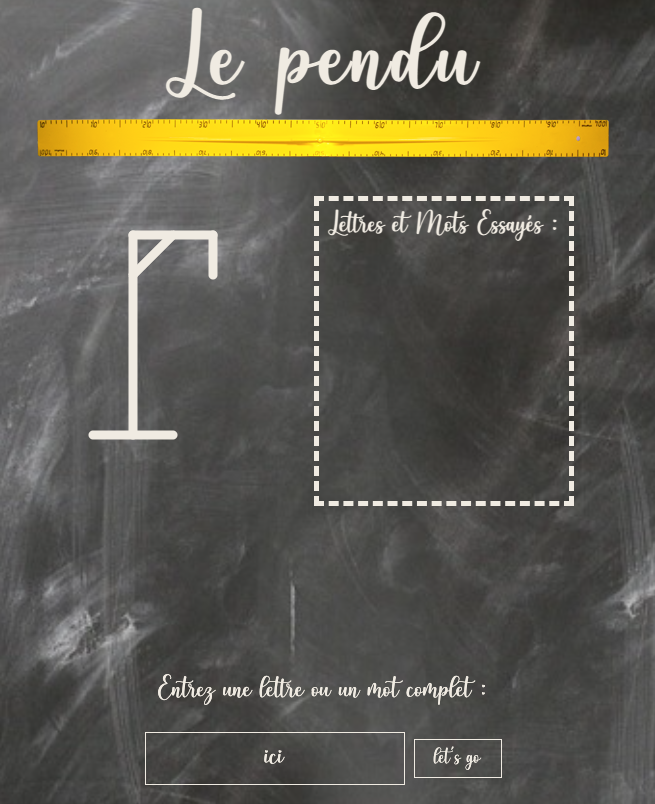 Le pendu
Lettres et Mots Essayés :
Entrez une lettre ou un mot complet :
ici
let's go